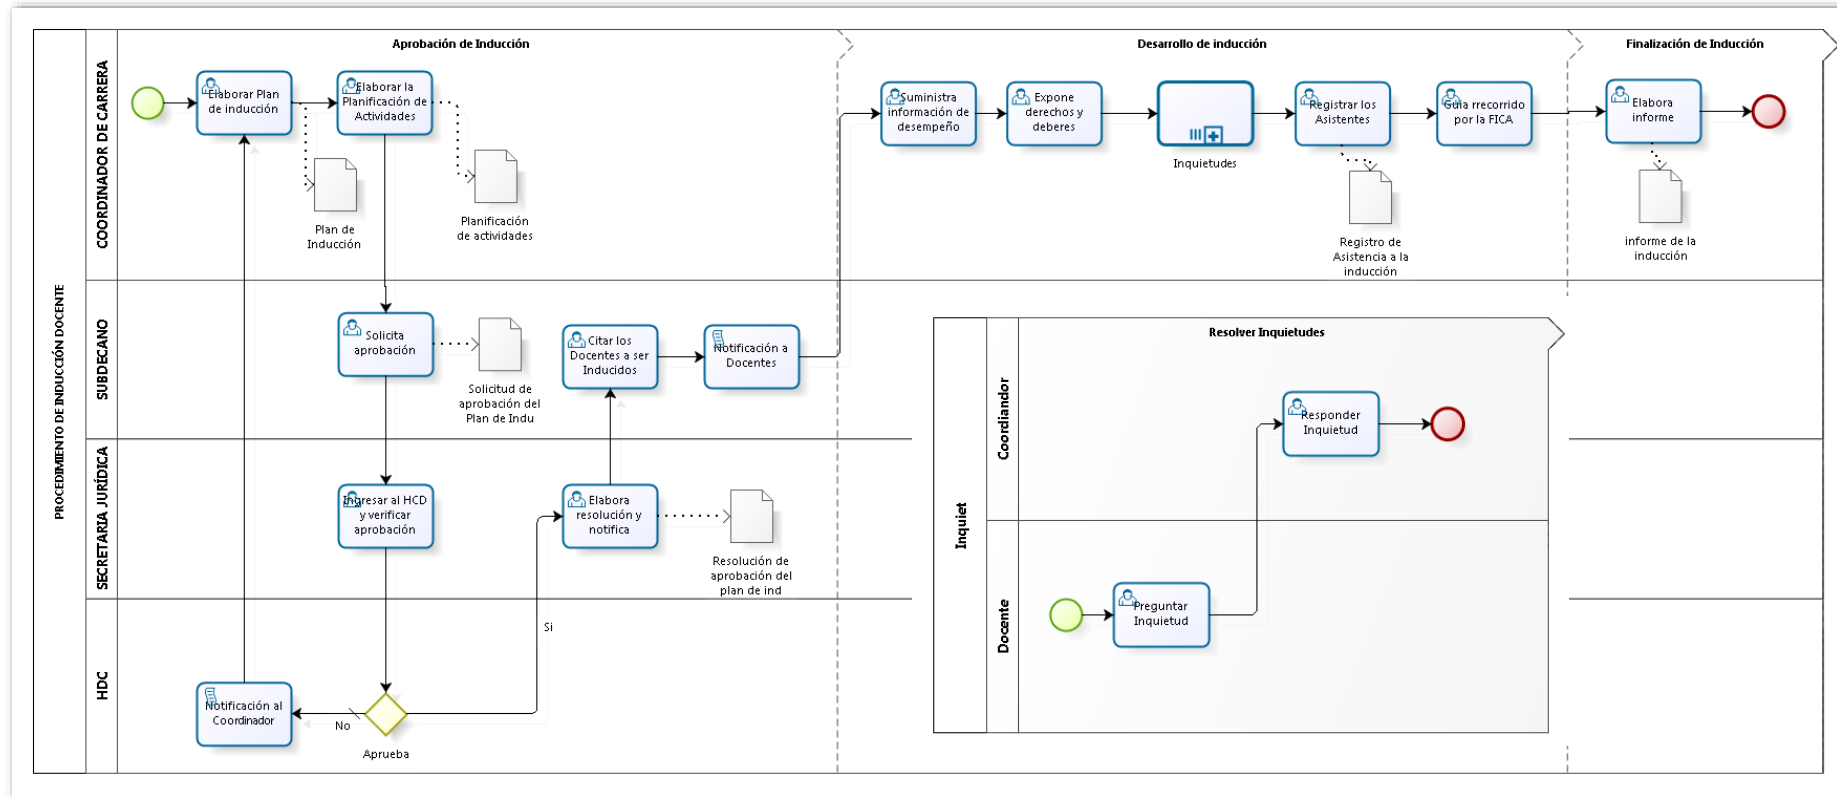 Aprobación de Inducción
Desarrollo de inducción
Finalización de Inducción
PROCEDIMIENTO DE INDUCCIÓN DOCENTE
COORDINADOR DE CARRERA
Elaborar Plan
de inducción
Elaborar la
Planificación de
Actividades
Plan de
Inducción
Planificación
de actividades
Suministra
información de
desempeño
Expone
derechos y
deberes
Inquietudes
Registrar los
Asistentes
Registro de
Asistencia a la
inducción
Guia rrecorrido
por la FICA
Elabora
informe
informe de la
inducción
SUBDECANO
Solicita
aprobación
Solicitud de
aprobación del
Plan de Indu
Citar los
Docentes a ser
Inducidos
Notificación a
Docentes
SECRETARIA JURÍDICA
Ingresar al HCD
y verificar
aprobación
Elabora
resolución y
notifica
Resolución de
aprobación del
plan de ind
HDC
Notificación al
Coordinador
No
Aprueba
Si
Resolver Inquietudes
Inquiet
Coordiandor
Responder
Inquietud
Docente
Preguntar
Inquietud